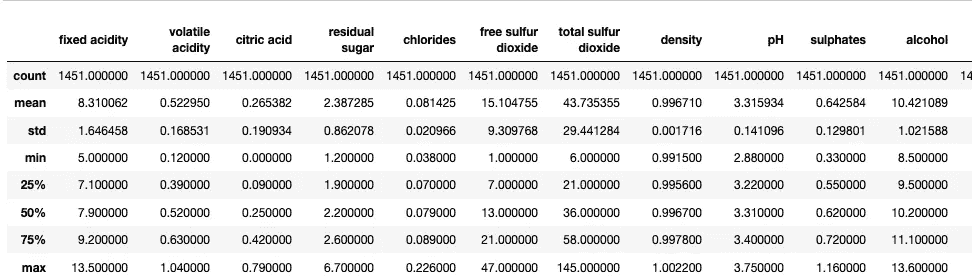 fixed acidity volatile acidity citric acid residual sugar chlorides free sulfur dioxide total sulfur dioxide density pH sulphates alcohol
count 1451.000000 1451.000000 1451.000000 1451.000000 1451.000000 1451.000000 1451.000000 1451.000000 1451.000000 1451.000000 1451.000000 14
mean 8.310062 0.522950 0.265382 2.387285 0.081425 15.104755 43.735355 0.996710 3.315934 0.642584 10.421089
std 1.646458 0.168531 0.190934 0.862078 0.020966 9.309768 29.441284 0.001716 0.141096 0.129801 1.021588
min 5.000000 0.120000 0.000000 1.200000 0.038000 1.000000 6.000000 0.991500 2.880000 0.330000 8.500000
25% 7.100000 0.390000 0.090000 1.900000 0.070000 7.000000 21.000000 0.995600 3.220000 0.550000 9.500000
50% 7.900000 0.520000 0.250000 2.200000 0.079000 13.000000 36.000000 0.996700 3.310000 0.620000 10.200000
75% 9.200000 0.630000 0.420000 2.600000 0.089000 21.000000 58.000000 0.997800 3.400000 0.720000 11.100000
max 13.500000 1.040000 0.790000 6.700000 0.226000 47.000000 145.000000 1.002200 3.750000 1.160000 13.600000